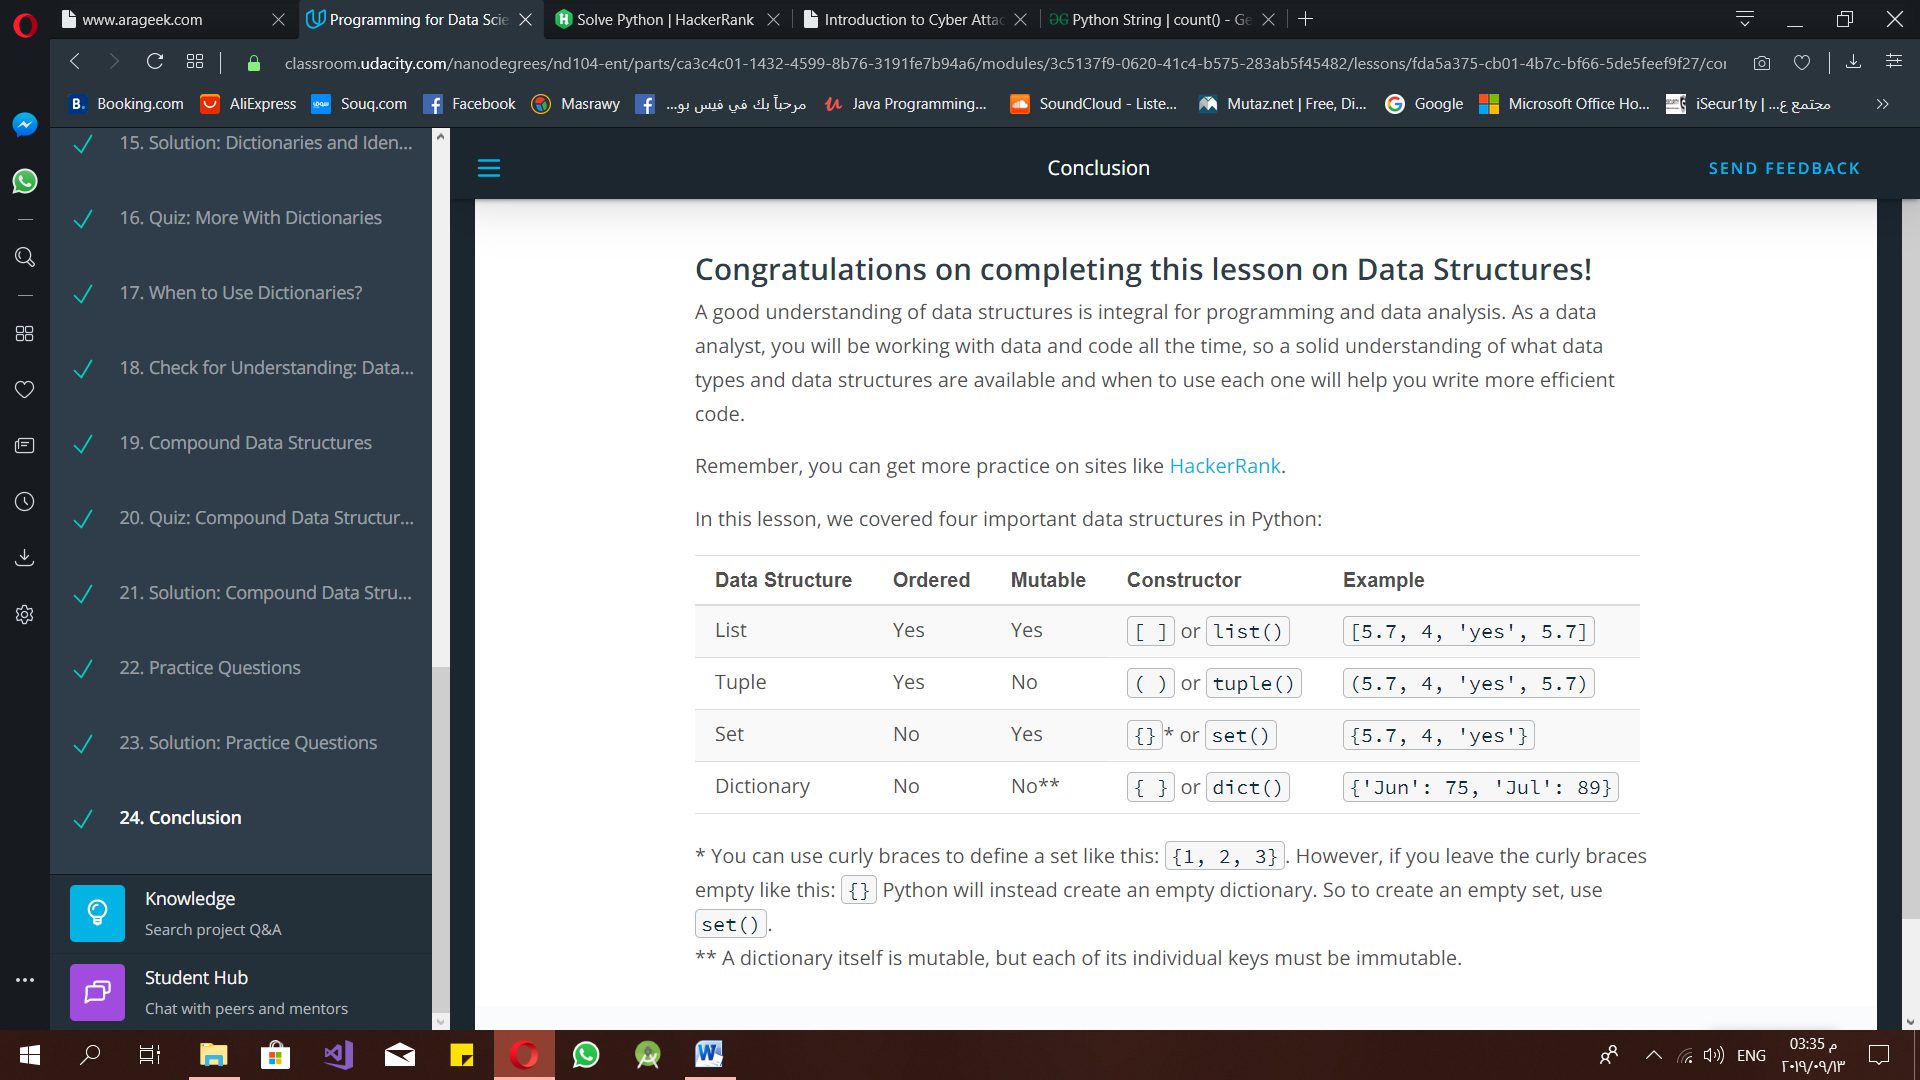 www.arageek.com
Programming for Data Scie
Solve Python | HackerRank
Introduction to Cyber Attac
Python String | count() - Ge
classroom.udacity.com/nanodegrees/nd104-ent/parts/ca3c4c01-1432-4599-8b76-3191fe7b94a6/modules/3c5137f9-0620-41c4-b575-283ab5f45482/lessons/fda5a375-cb01-4b7c-bf66-5de5feef9f27/co
Booking.com
AliExpress
Souq.com
Facebook
Masrawy
مرحباً بك في فيس بو...
Java Programming...
SoundCloud - Liste...
Mutaz.net | Free, Di...
Google
Microsoft Office Ho...
iSecur1ty | مجتمع ع...
15. Solution: Dictionaries and Iden...
16. Quiz: More With Dictionaries
17. When to Use Dictionaries?
18. Check for Understanding: Data...
19. Compound Data Structures
20. Quiz: Compound Data Structur...
21. Solution: Compound Data Stru...
22. Practice Questions
23. Solution: Practice Questions
24. Conclusion
Knowledge
Search project Q&A
Student Hub
Chat with peers and mentors
Conclusion
SEND FEEDBACK
Congratulations on completing this lesson on Data Structures!
A good understanding of data structures is integral for programming and data analysis. As a data
analyst, you will be working with data and code all the time, so a solid understanding of what data
types and data structures are available and when to use each one will help you write more efficient
code.
Remember, you can get more practice on sites like HackerRank.
In this lesson, we covered four important data structures in Python:
Data Structure Ordered Mutable Constructor Example
List Yes Yes [ ] or list() [5.7, 4, 'yes', 5.7]
Tuple Yes No ( ) or tuple() (5.7, 4, 'yes', 5.7)
Set No Yes {}* or set() {5.7, 4, 'yes'}
Dictionary No No** { } or dict() {'Jun': 75, 'Jul': 89}
* You can use curly braces to define a set like this: {1, 2, 3}. However, if you leave the curly braces
empty like this: {} Python will instead create an empty dictionary. So to create an empty set, use
set().
** A dictionary itself is mutable, but each of its individual keys must be immutable.
ENG
03:35 م
٢٠١٩/٠٩/١٣